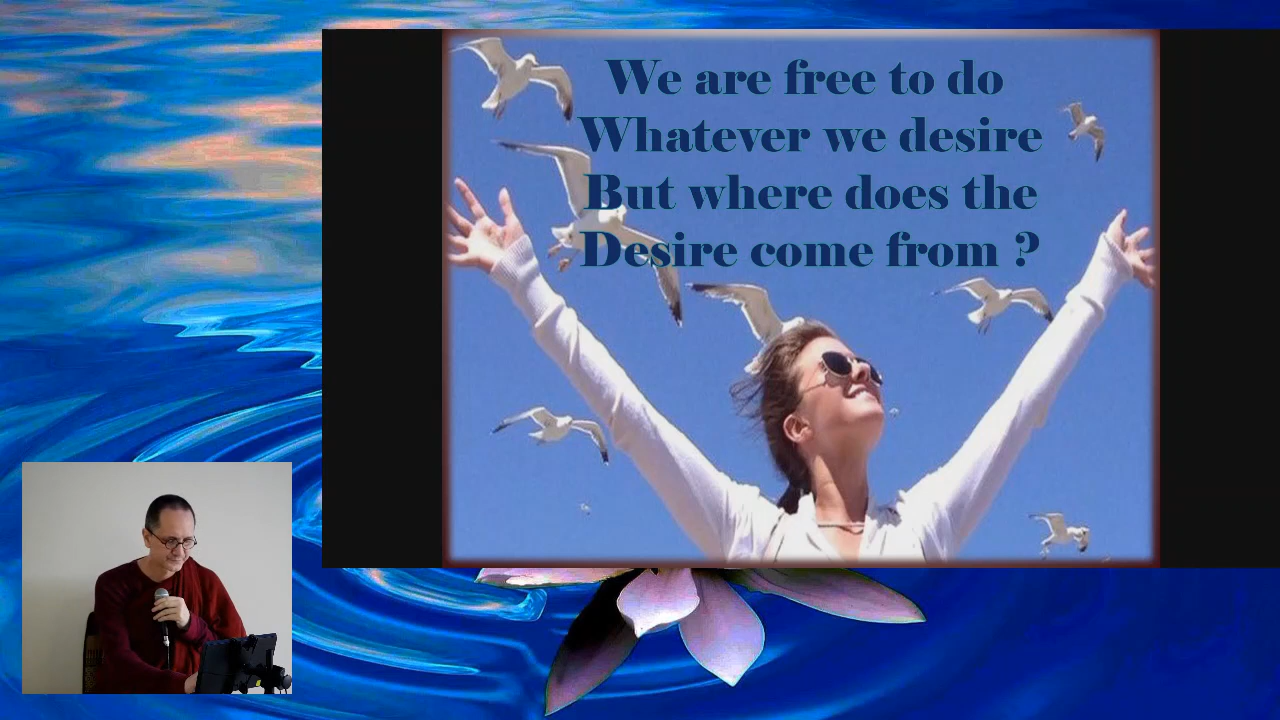 We are free to do
Whatever we desire
But where does the
Desire come from ?